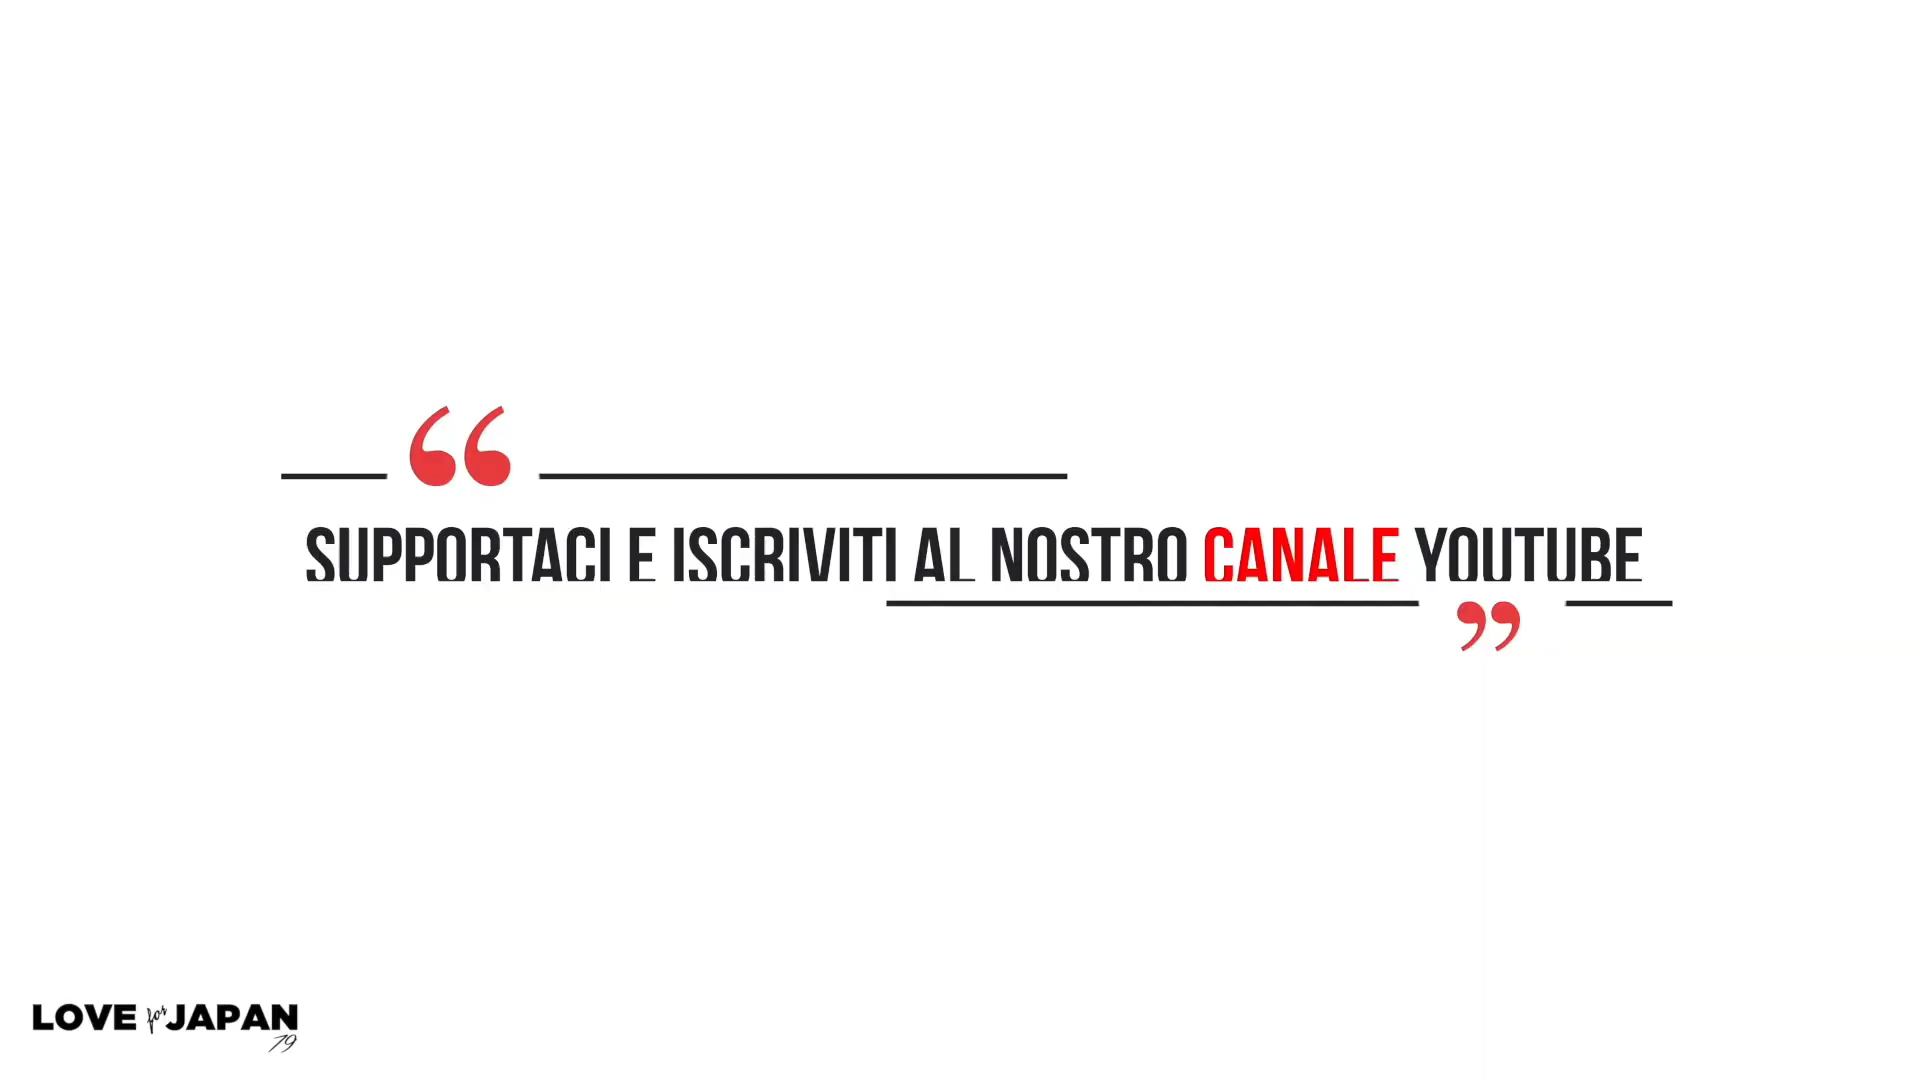 “
SUPPORTACI E ISCRIVITI AL NOSTRO CANALE YOUTUBE
”
LOVE for JAPAN
79